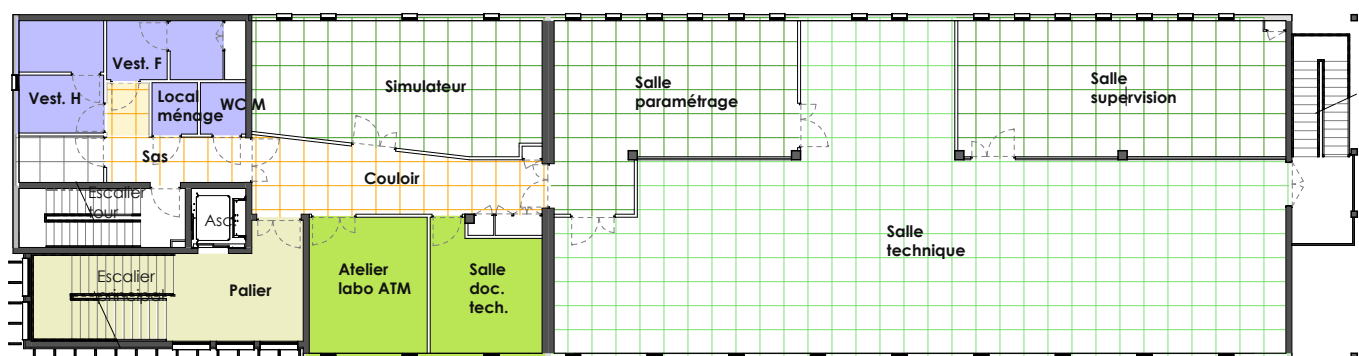 Vest. F
Vest. H
Local
ménage
WC M
Simulateur
Salle
paramétrage
Salle
supervision
Sas
Couloir
Escalier
tour
Asc.
Salle
technique
Escalier
principal
Palier
Atelier
labo ATM
Salle
doc.
tech.